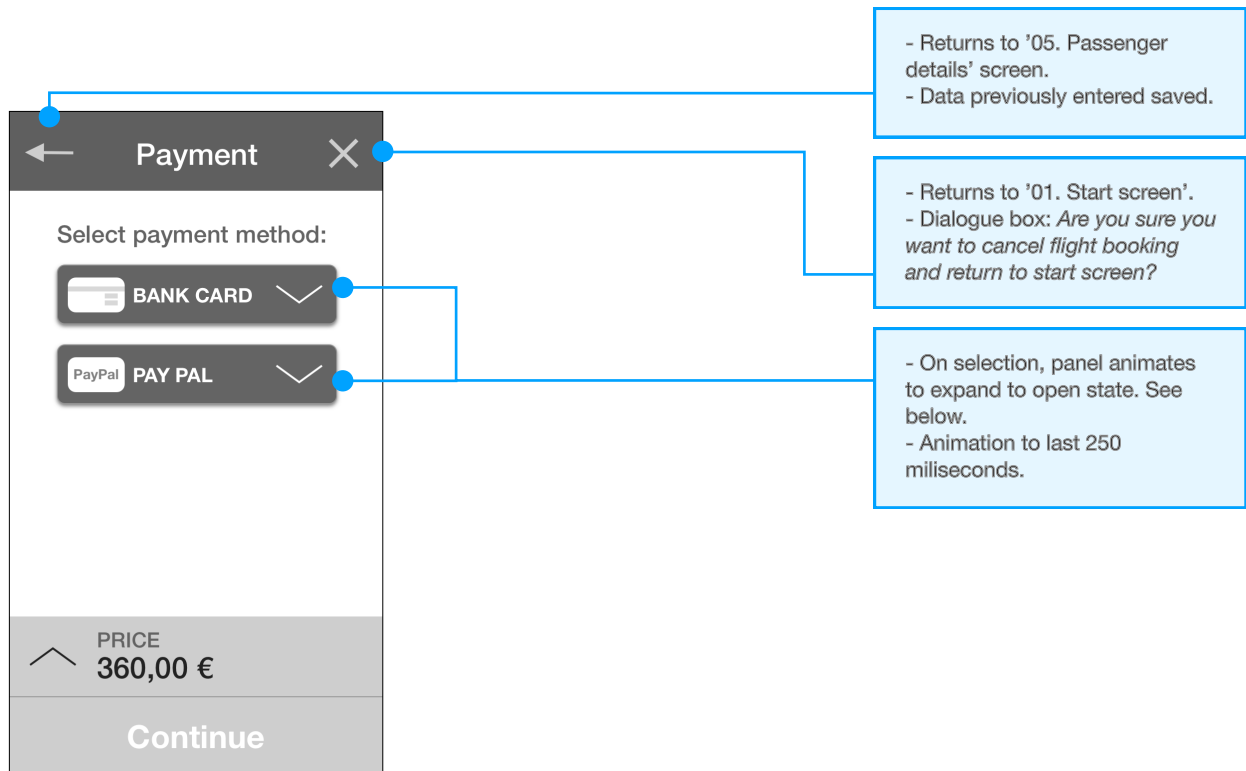 - Returns to ’05. Passenger
details’ screen.
- Data previously entered saved.
Payment
- Returns to ’01. Start screen’.
- Dialogue box: Are you sure you
want to cancel flight booking
and return to start screen?
Select payment method:
BANK CARD
PayPal PAY PAL
- On selection, panel animates
to expand to open state. See
below.
- Animation to last 250
miliseconds.
PRICE
360,00 €
Continue